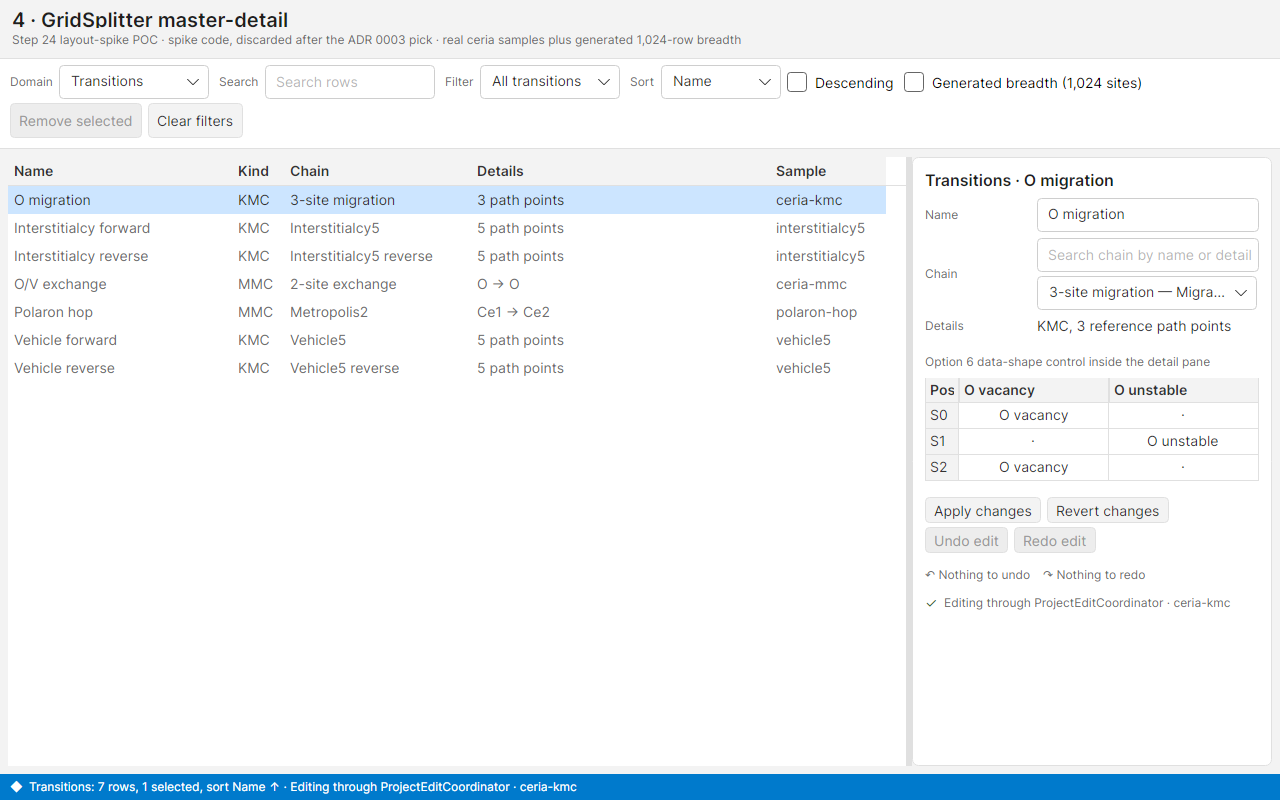 4 · GridSplitter master-detail
Step 24 layout-spike POC · spike code, discarded after the ADR 0003 pick · real ceria samples plus generated 1,024-row breadth
Domain Transitions Search Search rows Filter All transitions Sort Name Descending Generated breadth (1,024 sites)
Remove selected Clear filters
Name Kind Chain Details Sample
O migration KMC 3-site migration 3 path points ceria-kmc
Interstitialcy forward KMC Interstitialcy5 5 path points interstitialcy5
Interstitialcy reverse KMC Interstitialcy5 reverse 5 path points interstitialcy5
O/V exchange MMC 2-site exchange O → O ceria-mmc
Polaron hop MMC Metropolis2 Ce1 → Ce2 polaron-hop
Vehicle forward KMC Vehicle5 5 path points vehicle5
Vehicle reverse KMC Vehicle5 reverse 5 path points vehicle5
Transitions · O migration
Name O migration
Search chain by name or detail
Chain
3-site migration — Migra...
Details KMC, 3 reference path points
Option 6 data-shape control inside the detail pane
Pos O vacancy O unstable
S0 O vacancy ·
S1 · O unstable
S2 O vacancy ·
Apply changes Revert changes
Undo edit Redo edit
↶ Nothing to undo ↷ Nothing to redo
✓ Editing through ProjectEditCoordinator · ceria-kmc
◆ Transitions: 7 rows, 1 selected, sort Name ↑ · Editing through ProjectEditCoordinator · ceria-kmc